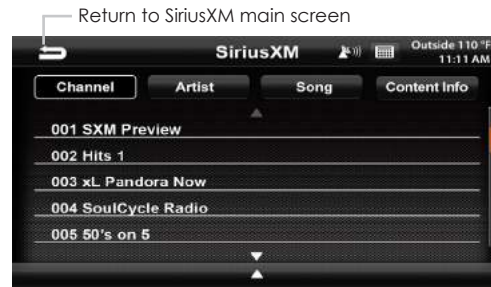 Return to SiriusXM main screen
SiriusXM
Outside 110 °F
11:11 AM
Channel Artist Song Content Info
001 SXM Preview
002 Hits 1
003 xL Pandora Now
004 SoulCycle Radio
005 50's on 5